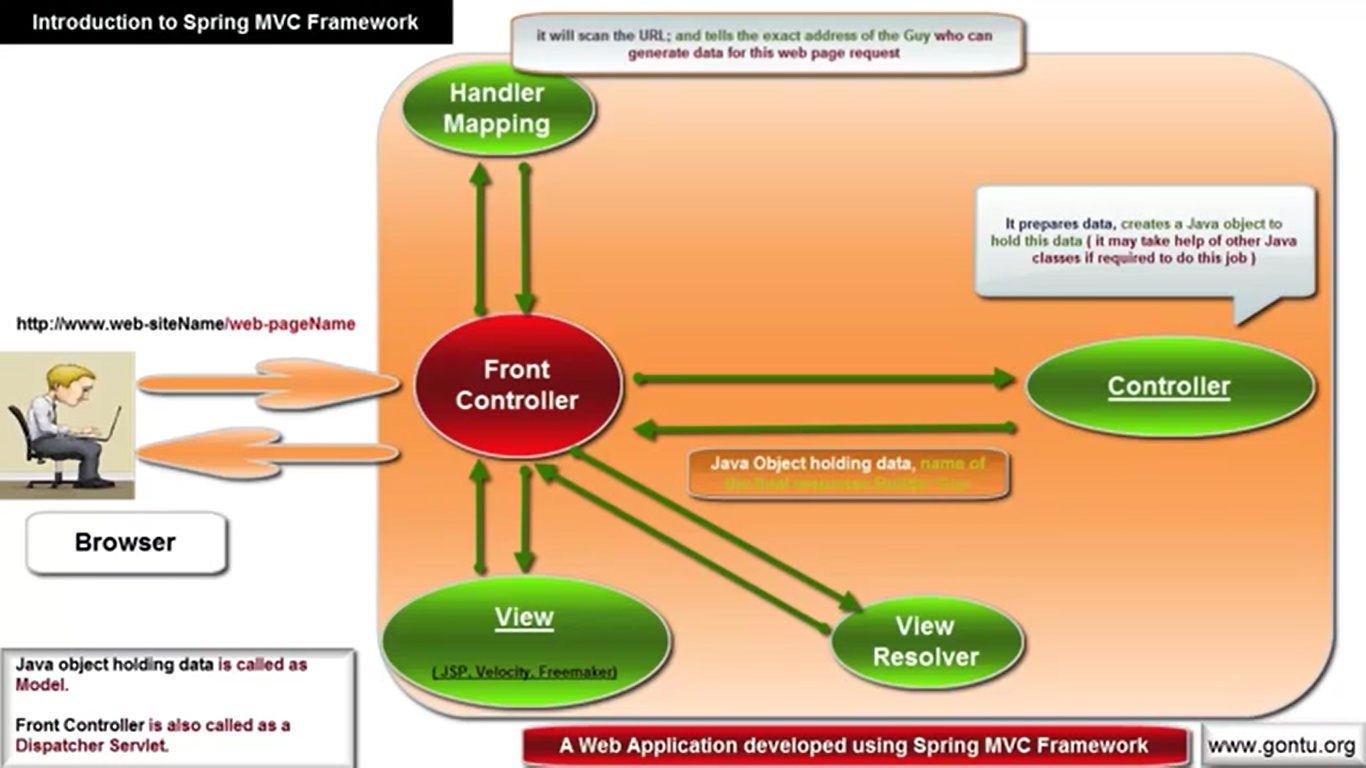 Introduction to Spring MVC Framework
it will scan the URL; and tells the exact address of the Guy who can
generate data for this web page request
Handler
Mapping
It prepares data, creates a Java object to
hold this data ( it may take help of other Java
classes if required to do this job )
http://www.web-siteName/web-pageName
Front
Controller
Controller
Java Object holding data, name of
the final response Builder Guy
Browser
View
( JSP, Velocity, Freemaker)
View
Resolver
Java object holding data is called as
Model.
Front Controller is also called as a
Dispatcher Servlet.
A Web Application developed using Spring MVC Framework
www.gontu.org